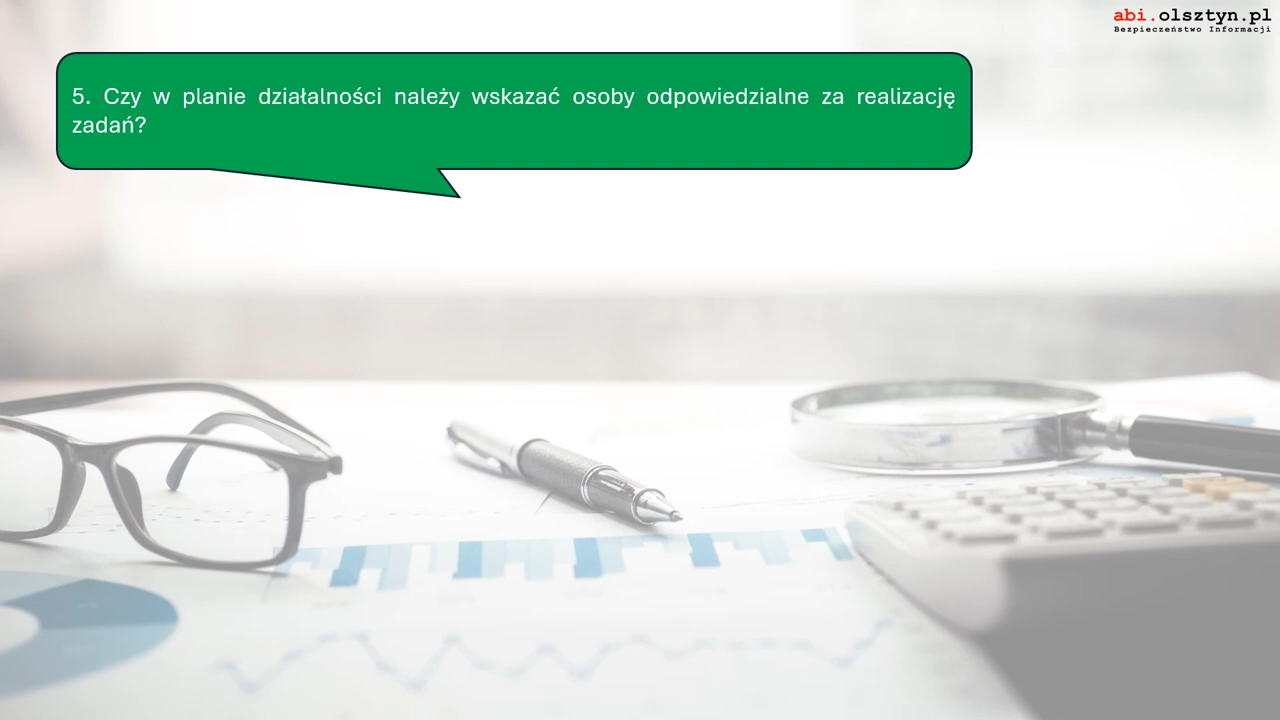 abi.olsztyn.pl
Bezpieczeństwo Informacji
5. Czy w planie działalności należy wskazać osoby odpowiedzialne za realizację
zadań?